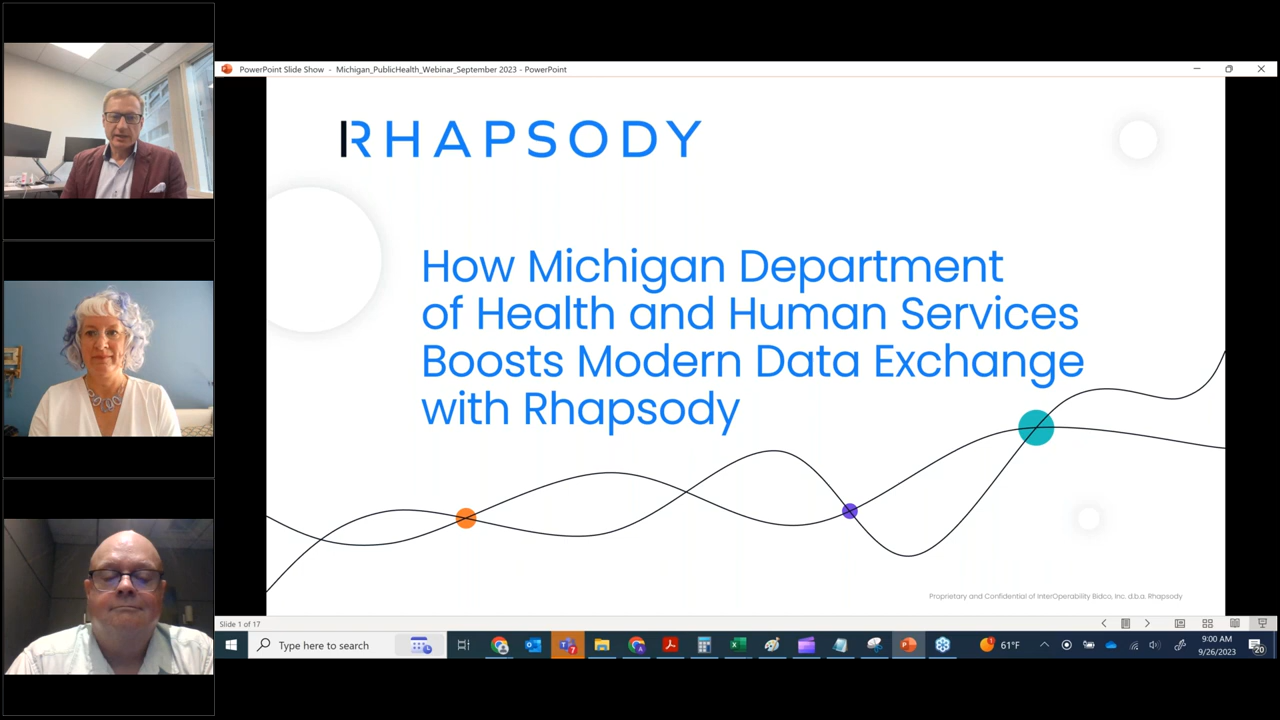 PowerPoint Slide Show - Michigan_PublicHealth_Webinar_September 2023 - PowerPoint
RHAPSODY
How Michigan Department
of Health and Human Services
Boosts Modern Data Exchange
with Rhapsody
Proprietary and Confidential of InterOperability Bidco, Inc. d.b.a. Rhapsody
Slide 1 of 17
Type here to search
7
61°F
9:00 AM
9/26/2023
20